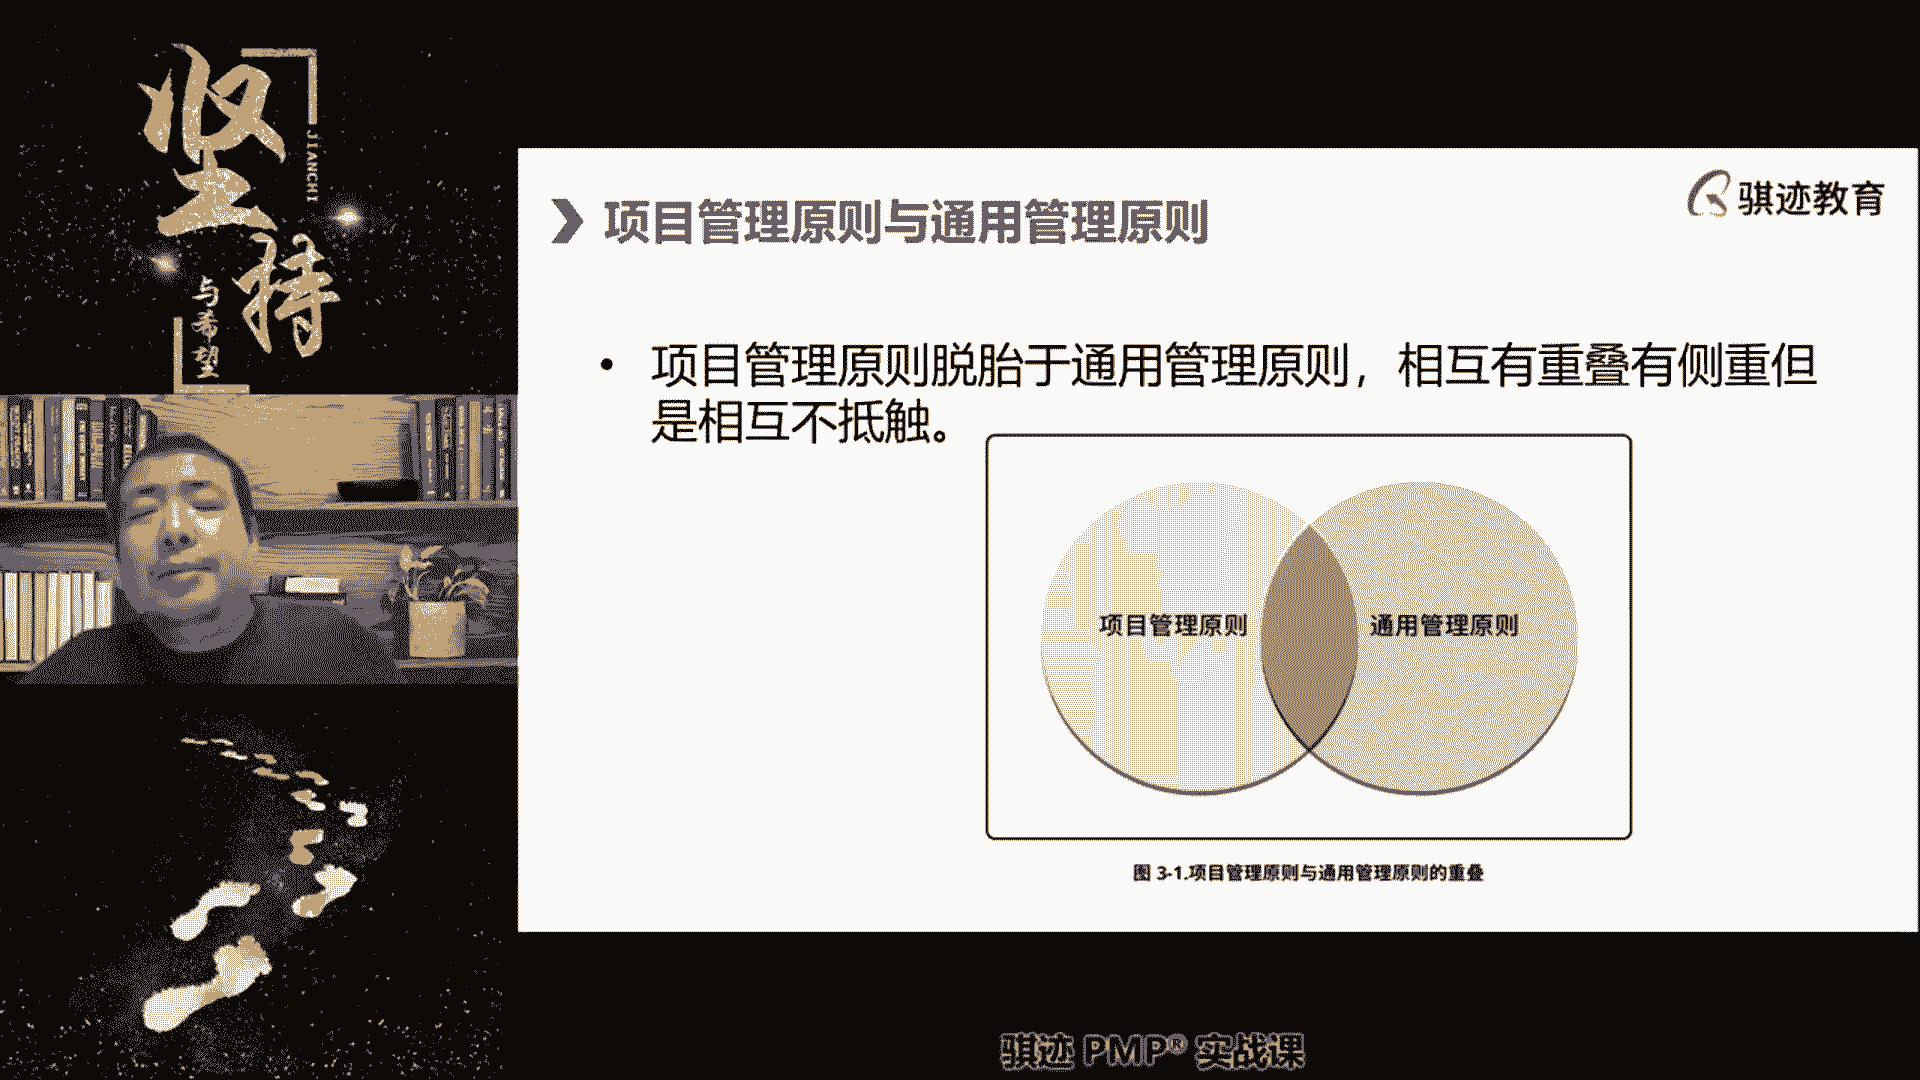 坚持
JIANCHI
与希望
骐迹教育
项目管理原则与通用管理原则
• 项目管理原则脱胎于通用管理原则，相互有重叠有侧重但
是相互不抵触。
项目管理原则
通用管理原则
图 3-1.项目管理原则与通用管理原则的重叠
骐迹 PMP® 实战课